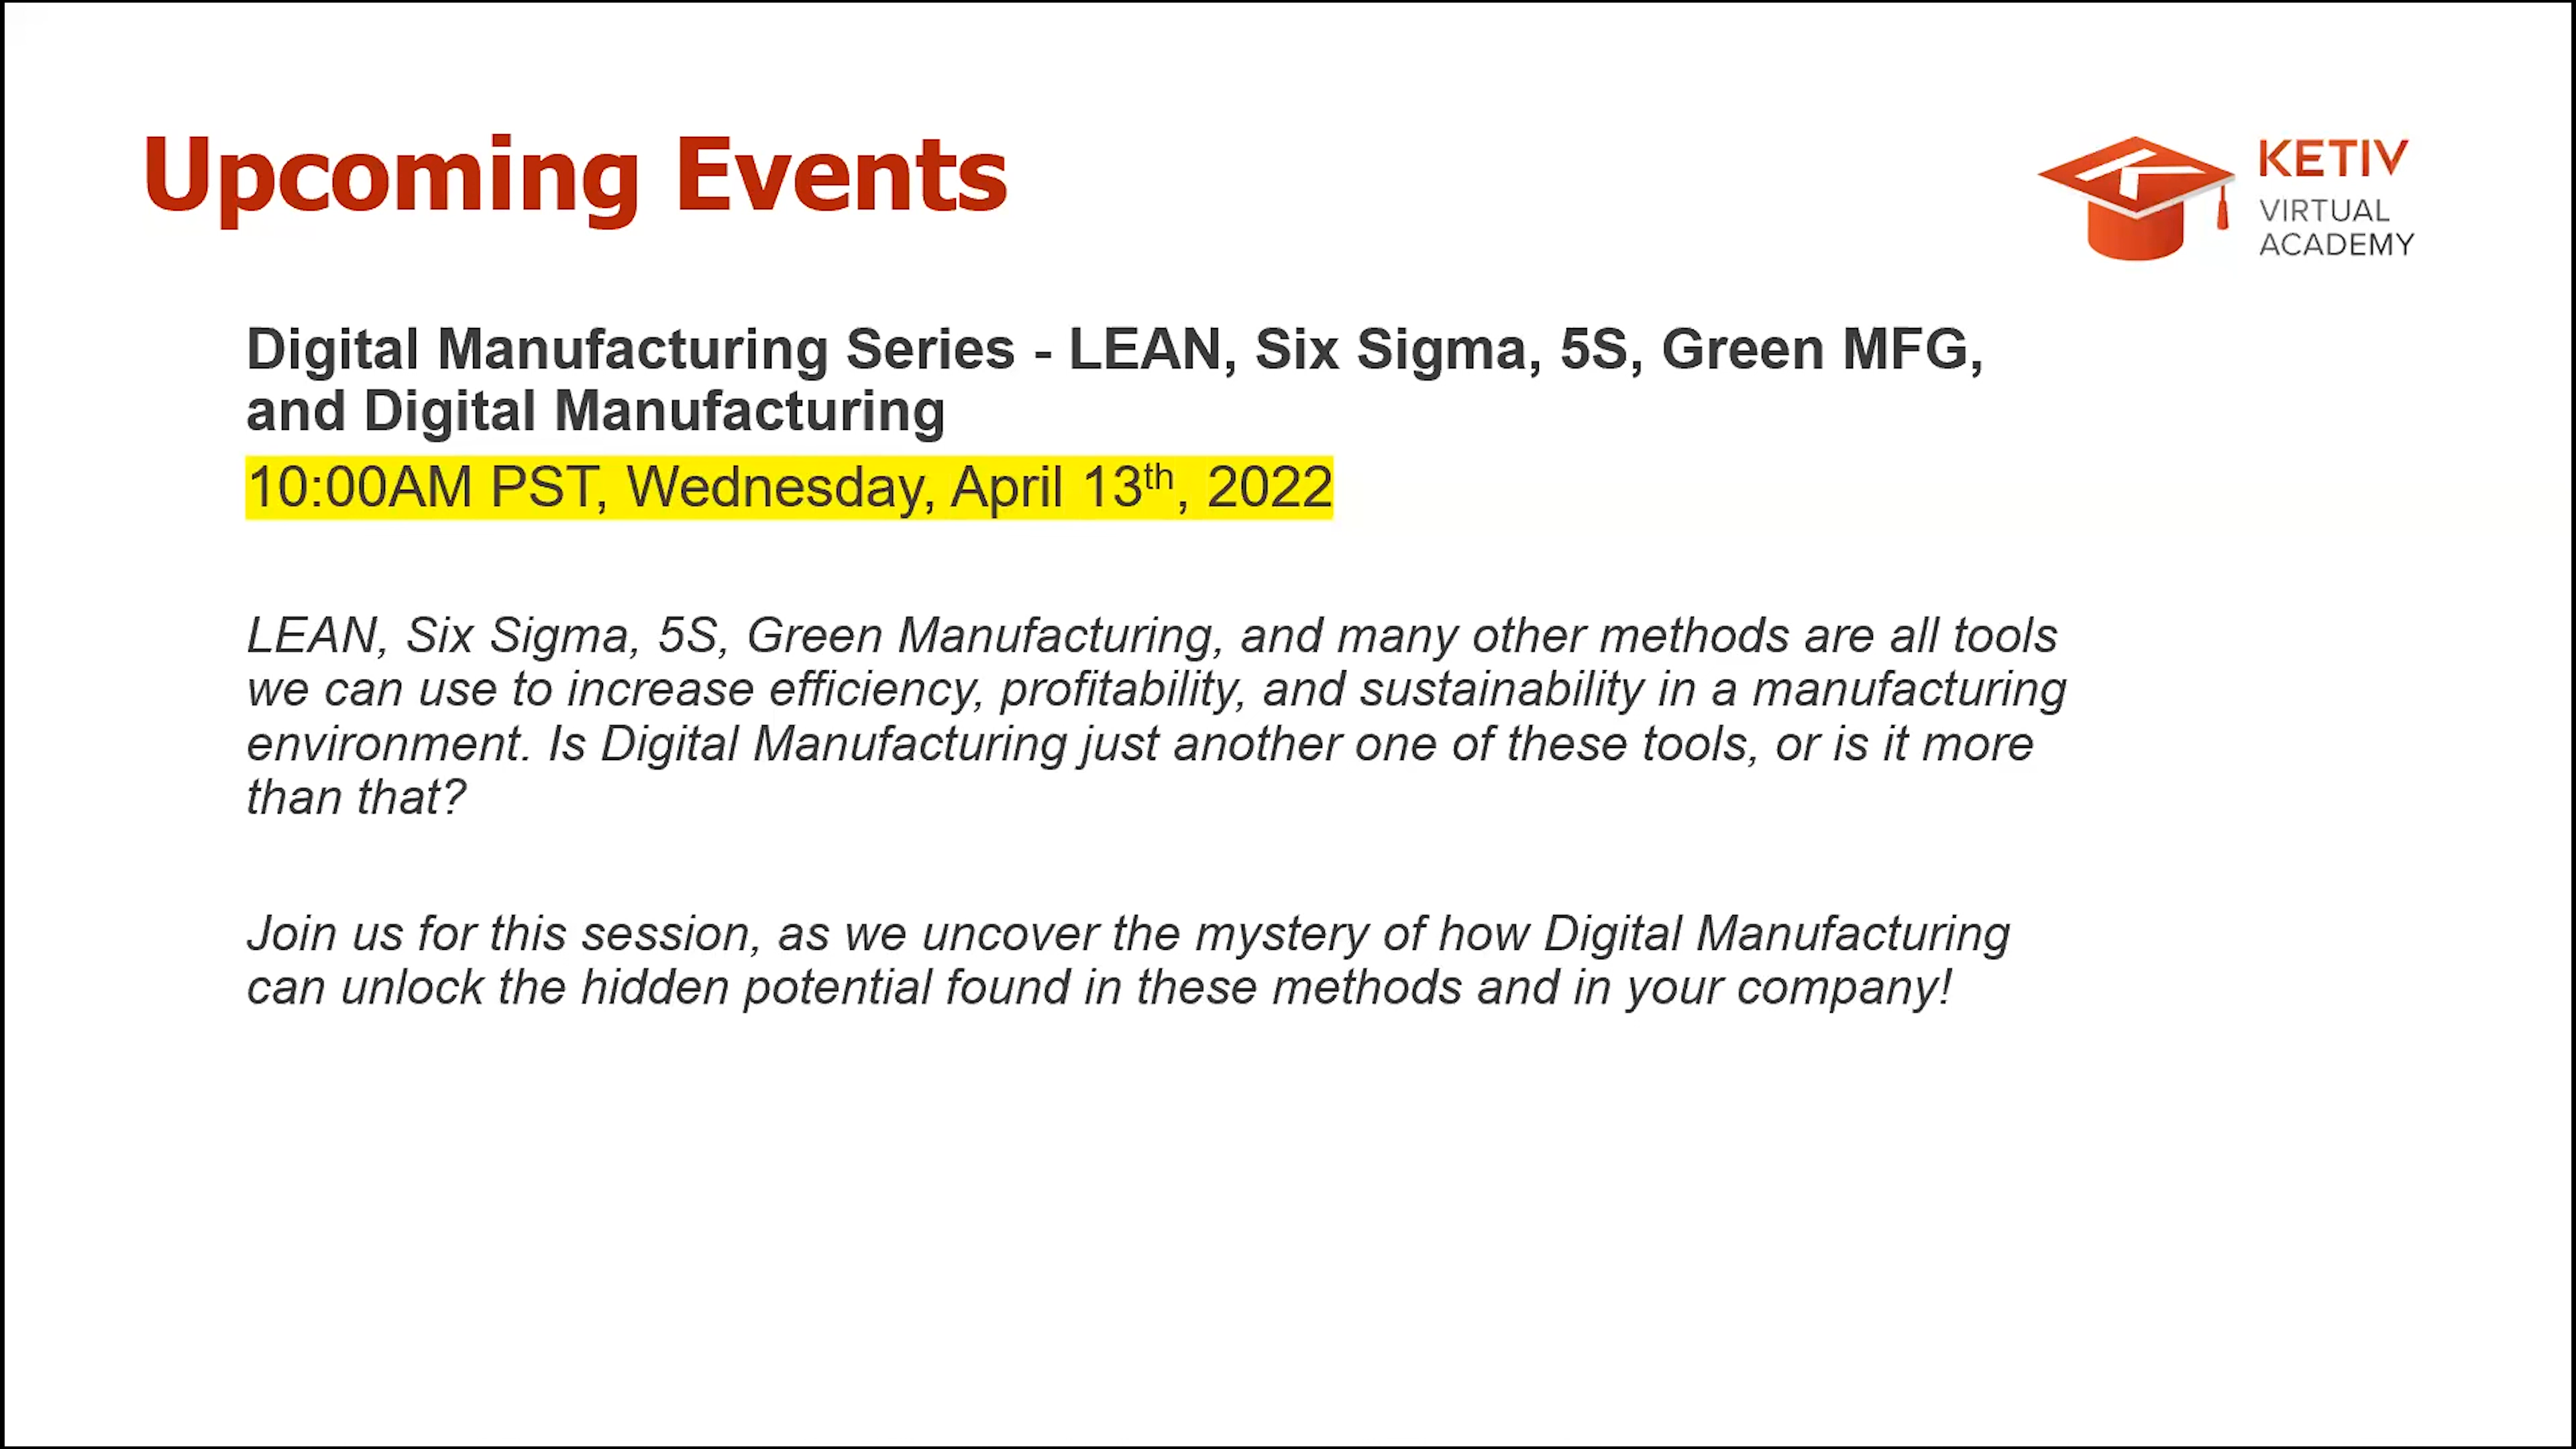 Upcoming Events
KETIV
VIRTUAL
ACADEMY
Digital Manufacturing Series - LEAN, Six Sigma, 5S, Green MFG,
and Digital Manufacturing
10:00AM PST, Wednesday, April 13th, 2022
LEAN, Six Sigma, 5S, Green Manufacturing, and many other methods are all tools
we can use to increase efficiency, profitability, and sustainability in a manufacturing
environment. Is Digital Manufacturing just another one of these tools, or is it more
than that?
Join us for this session, as we uncover the mystery of how Digital Manufacturing
can unlock the hidden potential found in these methods and in your company!